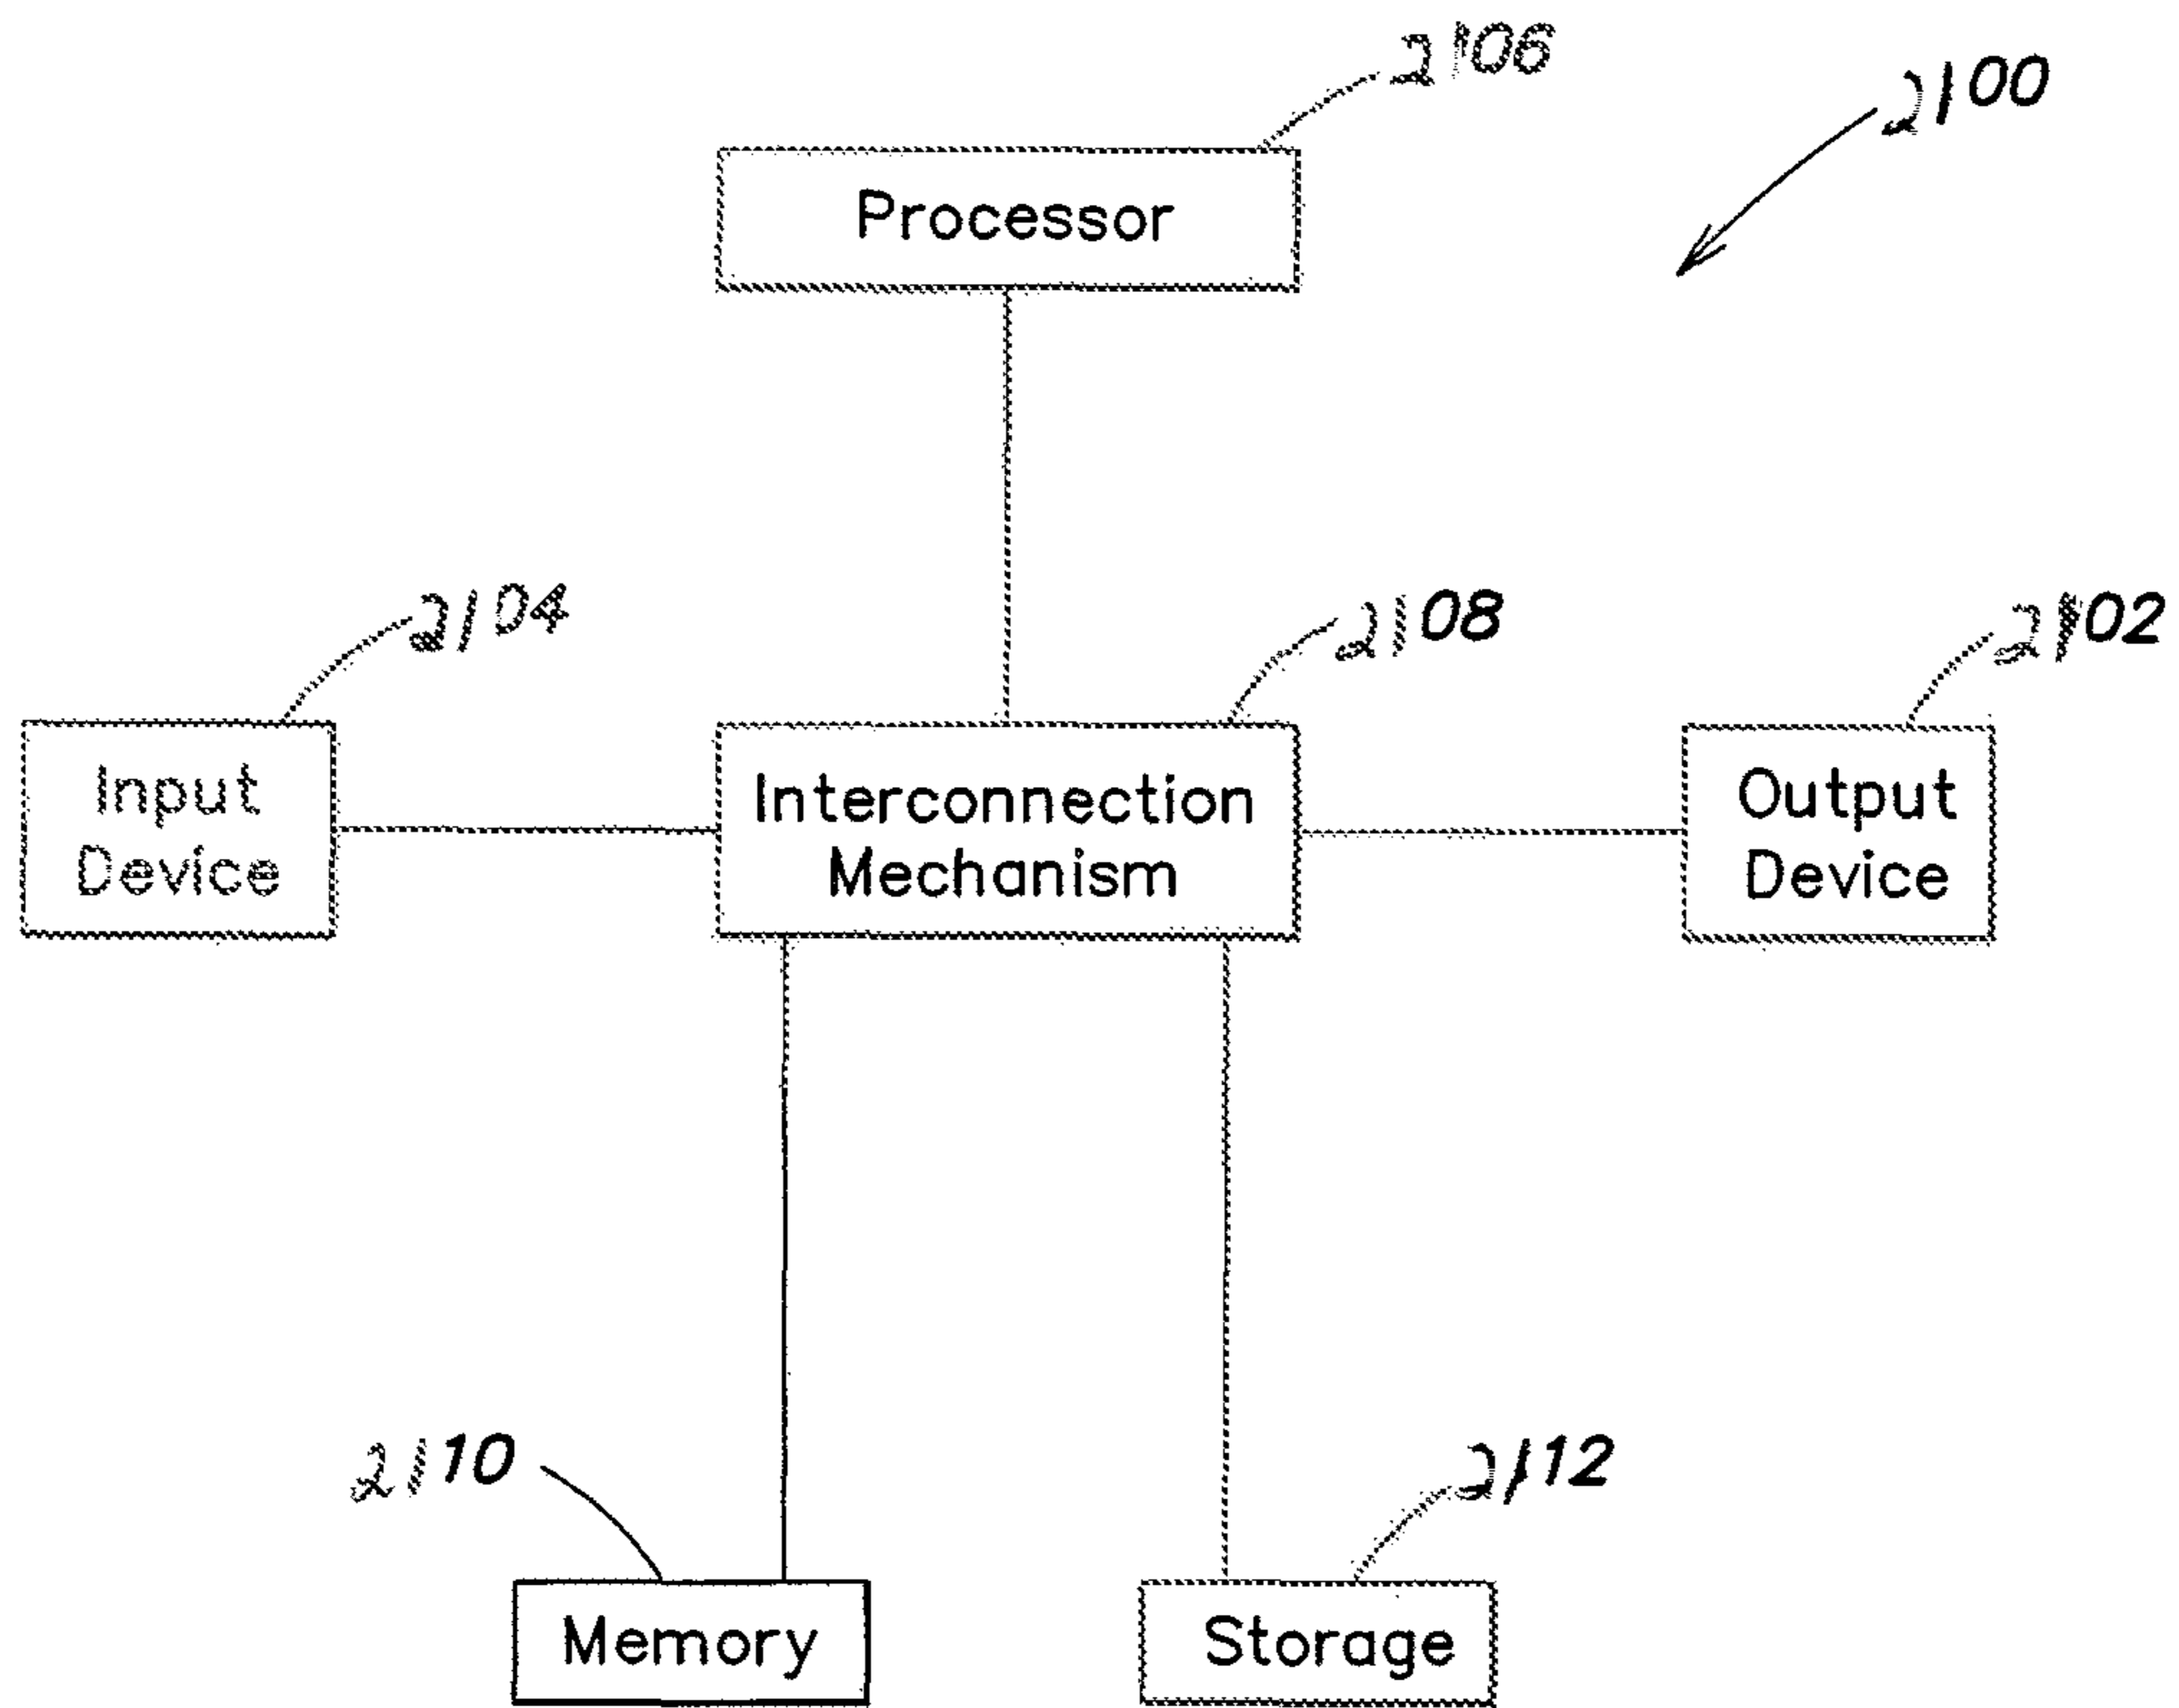 2106
2100
Processor
2104
2108
2102
Input
Device
Interconnection
Mechanism
Output
Device
2110
2112
Memory
Storage